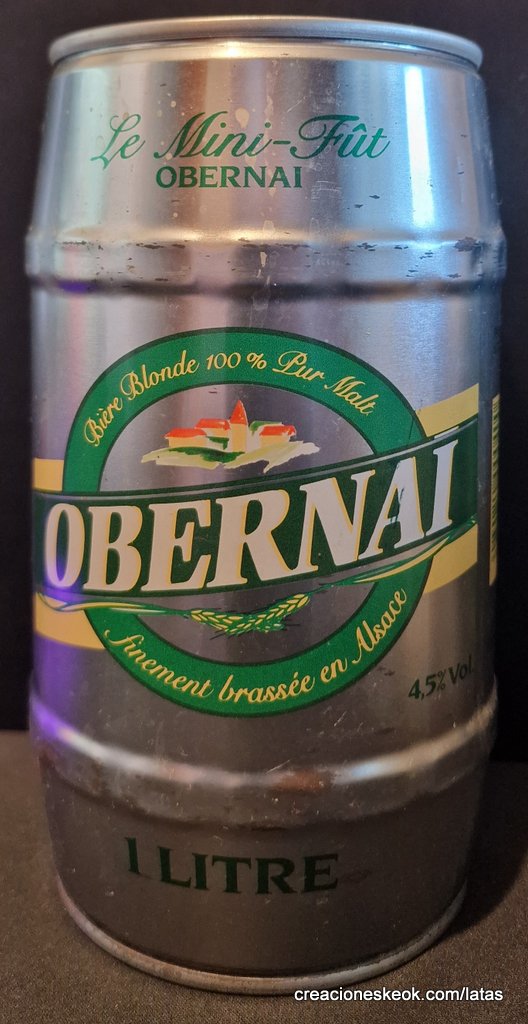 Le Mini-Fût
OBERNAI
Bière Blonde 100 % Pur Malt
OBERNAI
finement brassée en Alsace
4,5% Vol
1 LITRE
creacioneskeok.com/latas